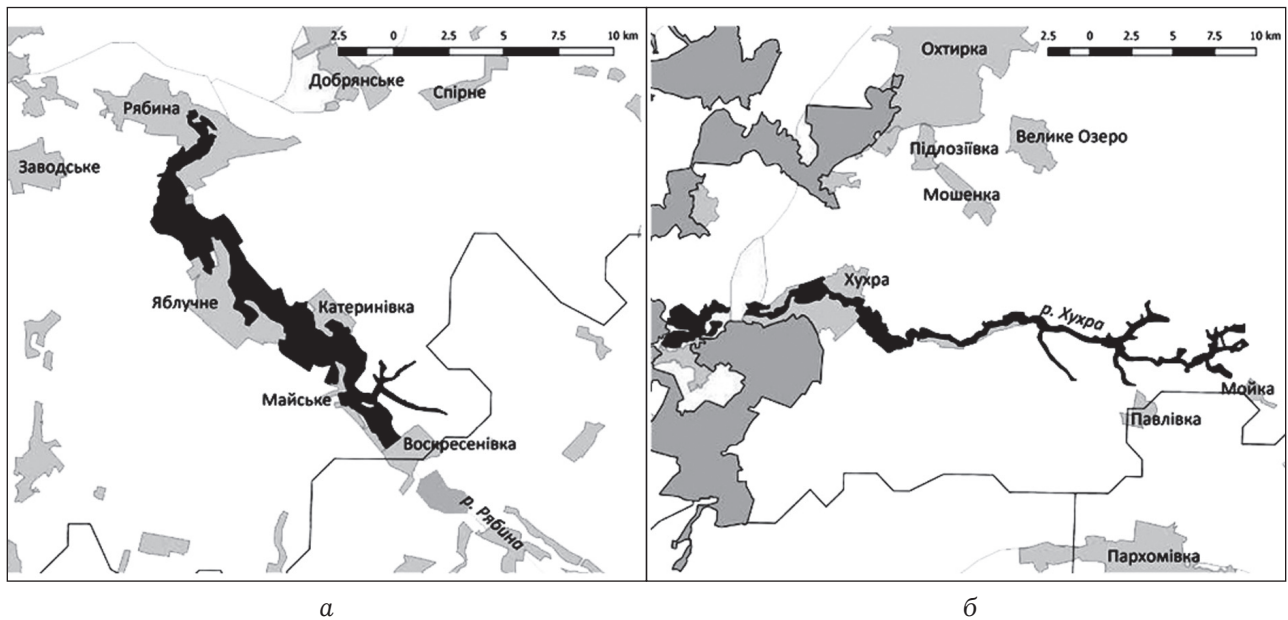 2.5 0 2.5 5 7.5 10 km
Добрянське
Спірне
Рябина
Заводське
Яблучне
Катеринівка
Майське
Воскресенівка
р. Рябина
а
2.5 0 2.5 5 7.5 10 km
Охтирка
Підлозіївка
Велике Озеро
Мошенка
Хухра
р. Хухра
Мойка
Павлівка
Пархомівка
б